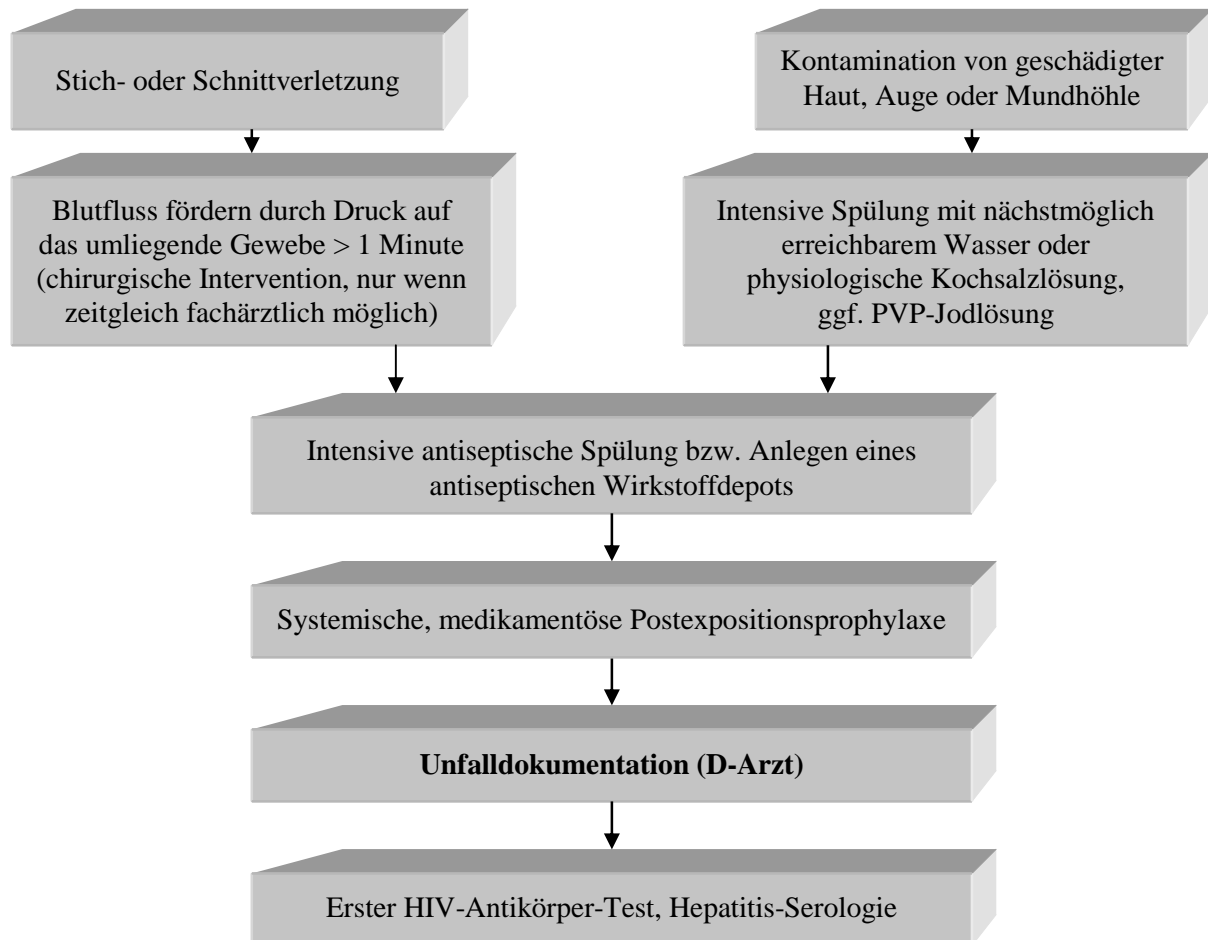 Stich- oder Schnittverletzung
Kontamination von geschädigter
Haut, Auge oder Mundhöhle
Blutfluss fördern durch Druck auf
das umliegende Gewebe > 1 Minute
(chirurgische Intervention, nur wenn
zeitgleich fachärztlich möglich)
Intensive Spülung mit nächstmöglich
erreichbarem Wasser oder
physiologische Kochsalzlösung,
ggf. PVP-Jodlösung
Intensive antiseptische Spülung bzw. Anlegen eines
antiseptischen Wirkstoffdepots
Systemische, medikamentöse Postexpositionsprophylaxe
Unfalldokumentation (D-Arzt)
Erster HIV-Antikörper-Test, Hepatitis-Serologie